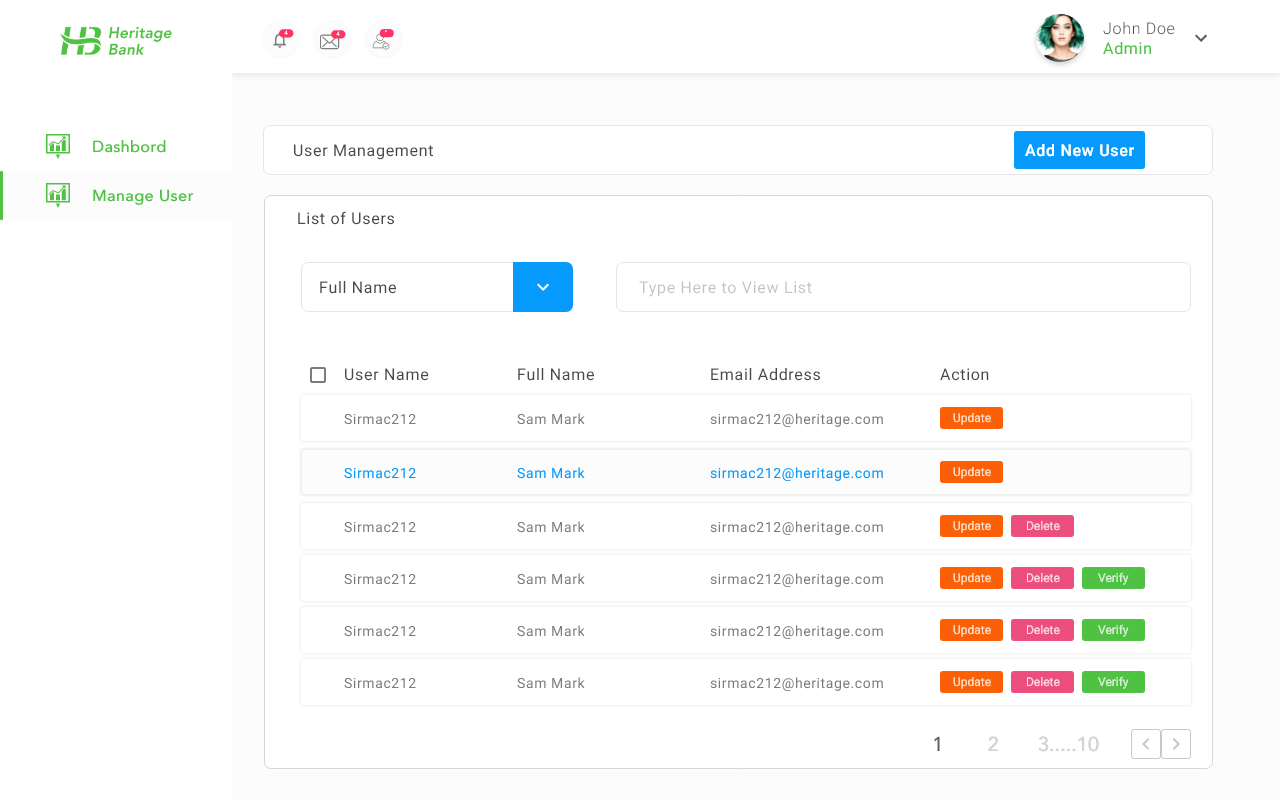 Heritage
Bank
4
4
John Doe
Admin
Dashbord
Manage User
User Management
Add New User
List of Users
Full Name
Type Here to View List
User Name Full Name Email Address Action
Sirmac212 Sam Mark sirmac212@heritage.com Update
Sirmac212 Sam Mark sirmac212@heritage.com Update
Sirmac212 Sam Mark sirmac212@heritage.com Update Delete
Sirmac212 Sam Mark sirmac212@heritage.com Update Delete Verify
Sirmac212 Sam Mark sirmac212@heritage.com Update Delete Verify
Sirmac212 Sam Mark sirmac212@heritage.com Update Delete Verify
1 2 3.....10 < >